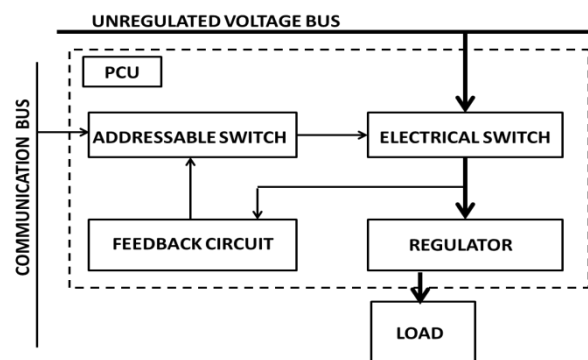 UNREGULATED VOLTAGE BUS
PCU
COMMUNICATION BUS
ADDRESSABLE SWITCH
ELECTRICAL SWITCH
FEEDBACK CIRCUIT
REGULATOR
LOAD